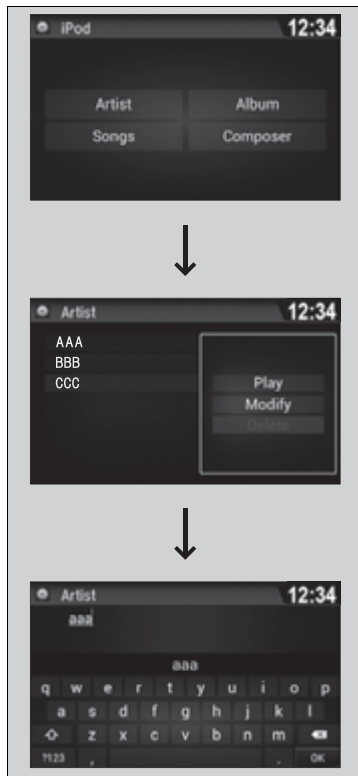 iPod 12:34
Artist Album
Songs Composer
Artist 12:34
AAA
BBB
CCC
Play
Modify
Delete
Artist 12:34
aaa
aaa
q w e r t y u i o p
a s d f g h j k l
z x c v b n m
?123 , . OK